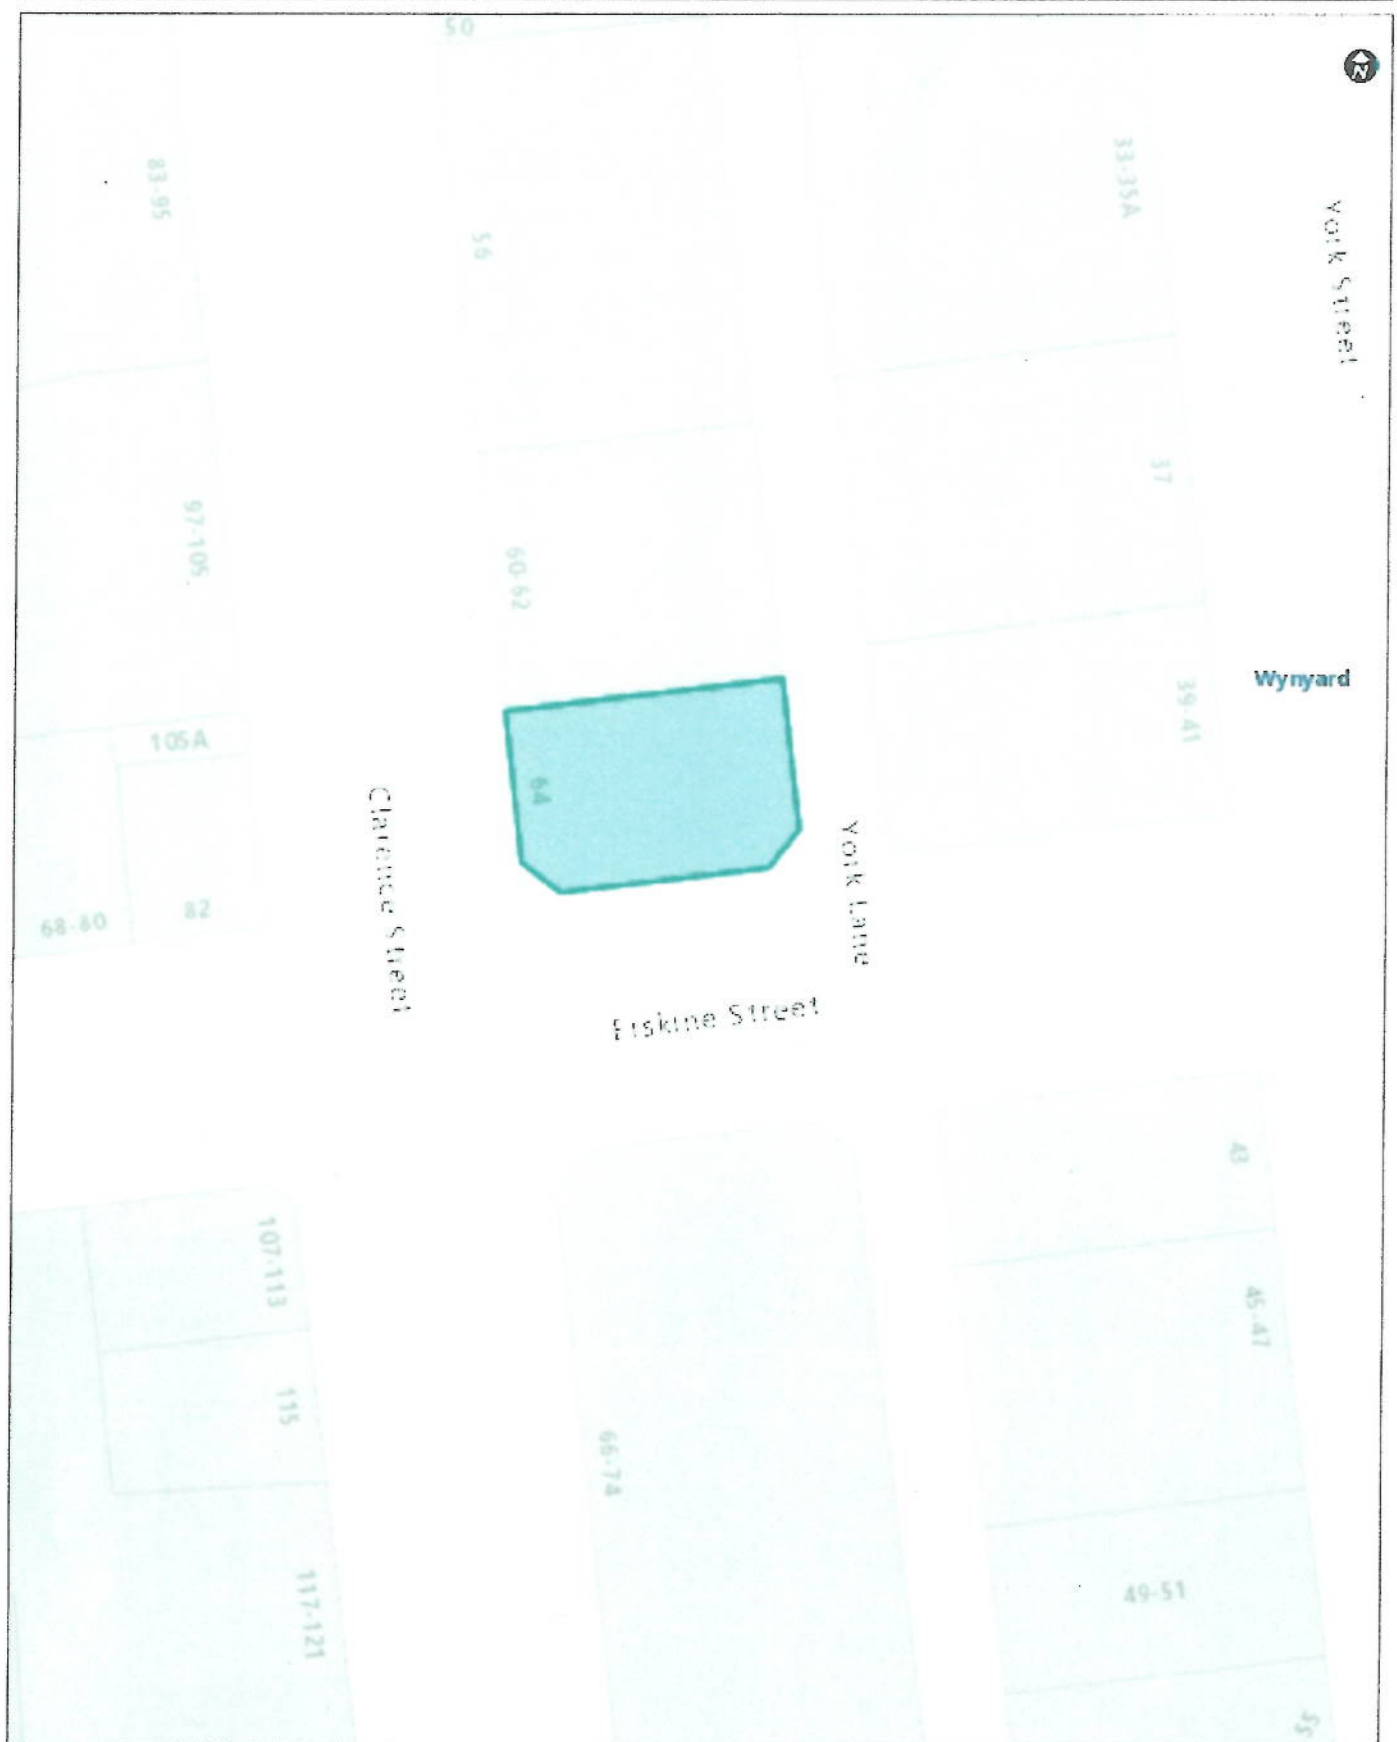 50
N
83-95
33-35A
York Street
56
37
97-105
60-62
Wynyard
39-41
105A
64
Clarence Street
York Lane
82
68-80
Erskine Street
43
107-113
45-47
115
66-74
49-51
117-121
55